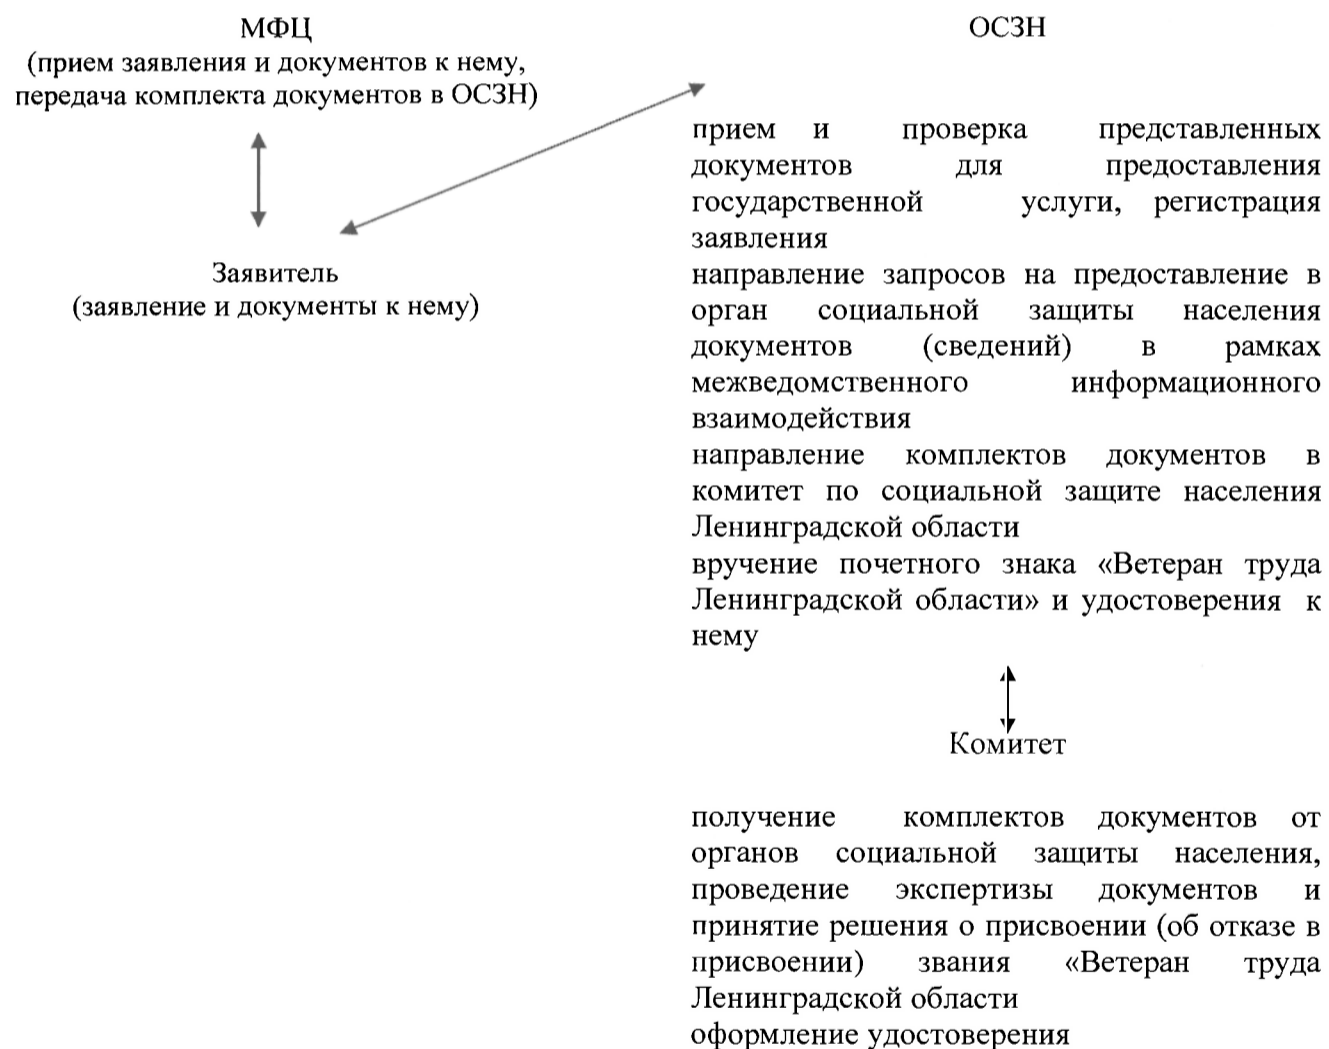 МФЦ
(прием заявления и документов к нему,
передача комплекта документов в ОСЗН)
Заявитель
(заявление и документы к нему)
ОСЗН
прием и проверка представленных
документов для предоставления
государственной услуги, регистрация
заявления
направление запросов на предоставление в
орган социальной защиты населения
документов (сведений) в рамках
межведомственного информационного
взаимодействия
направление комплектов документов в
комитет по социальной защите населения
Ленинградской области
вручение почетного знака «Ветеран труда
Ленинградской области» и удостоверения к
нему
Комитет
получение комплектов документов от
органов социальной защиты населения,
проведение экспертизы документов и
принятие решения о присвоении (об отказе в
присвоении) звания «Ветеран труда
Ленинградской области
оформление удостоверения